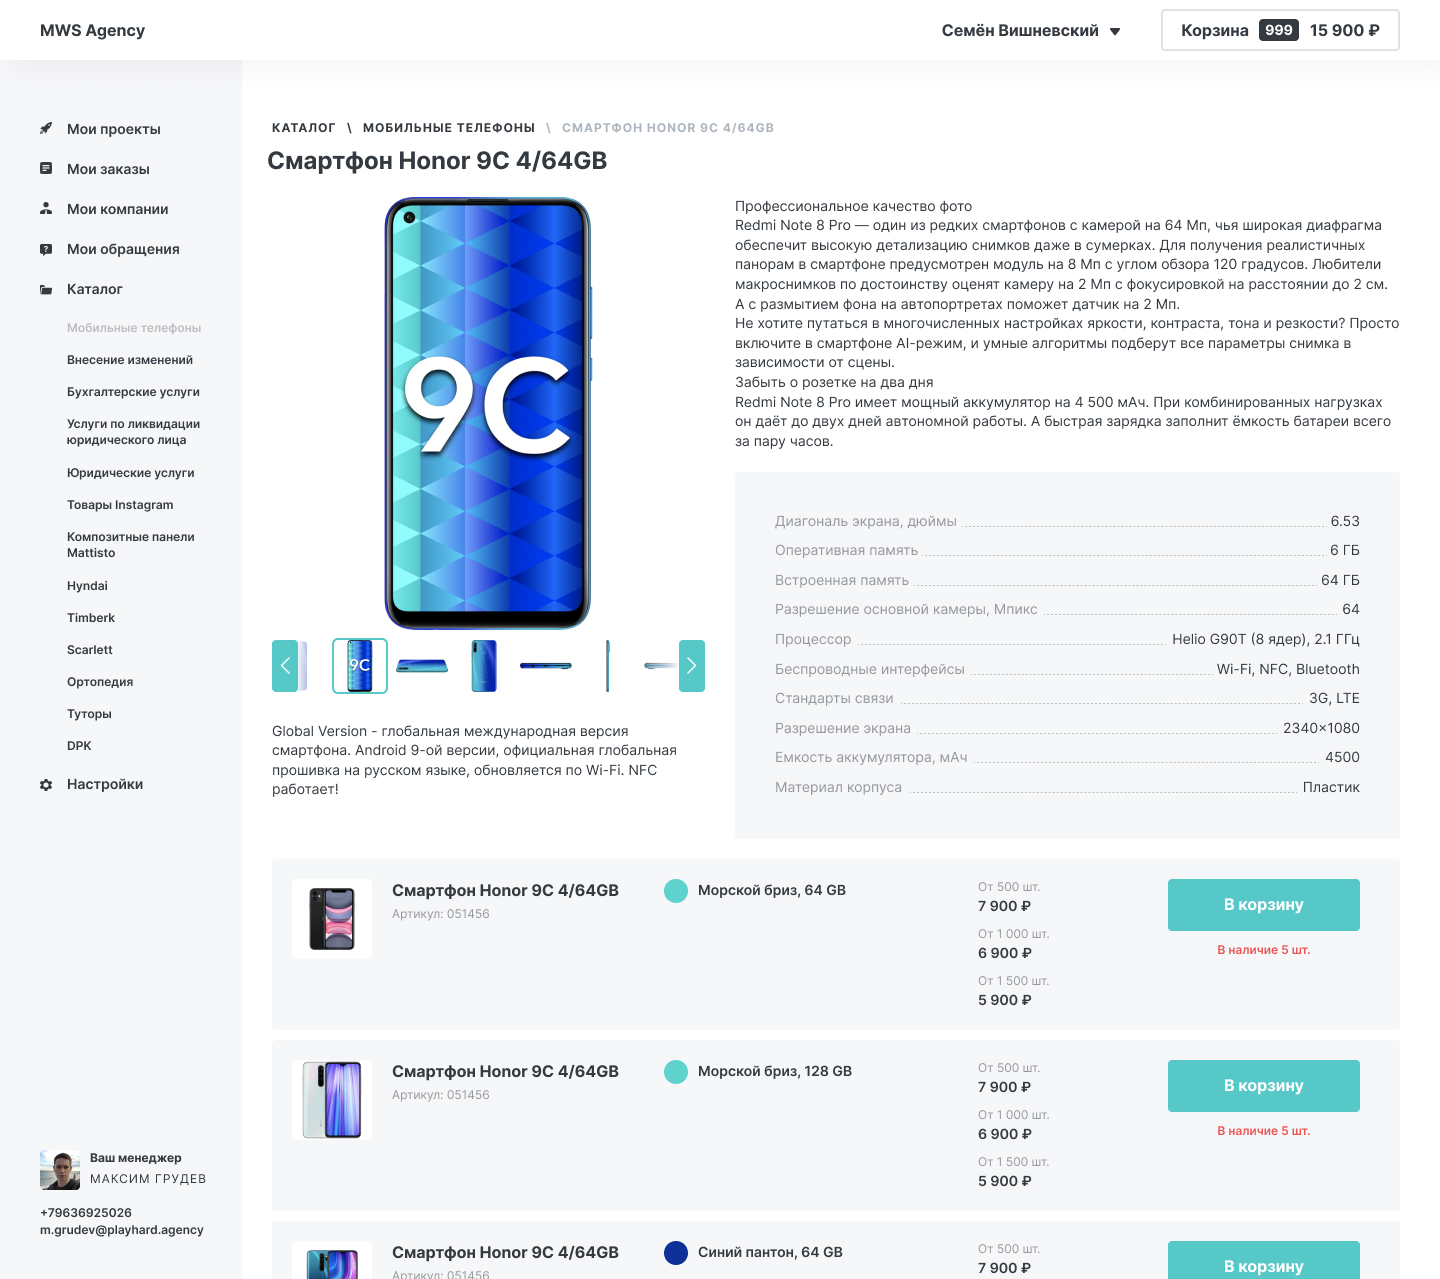 MWS Agency
Семён Вишневский
Корзина 999 15 900 ₽
Мои проекты
Мои заказы
Мои компании
Мои обращения
Каталог
Мобильные телефоны
Внесение изменений
Бухгалтерские услуги
Услуги по ликвидации
юридического лица
Юридические услуги
Товары Instagram
Композитные панели
Mattisto
Hyndai
Timberk
Scarlett
Ортопедия
Туторы
DPK
Настройки
Ваш менеджер
МАКСИМ ГРУДЕВ
+79636925026
m.grudev@playhard.agency
КАТАЛОГ \ МОБИЛЬНЫЕ ТЕЛЕФОНЫ \ СМАРТФОН HONOR 9C 4/64GB
Смартфон Honor 9C 4/64GB
9C
9C
Global Version - глобальная международная версия
смартфона. Android 9-ой версии, официальная глобальная
прошивка на русском языке, обновляется по Wi-Fi. NFC
работает!
Профессиональное качество фото
Redmi Note 8 Pro — один из редких смартфонов с камерой на 64 Мп, чья широкая диафрагма
обеспечит высокую детализацию снимков даже в сумерках. Для получения реалистичных
панорам в смартфоне предусмотрен модуль на 8 Мп с углом обзора 120 градусов. Любители
макроснимков по достоинству оценят камеру на 2 Мп с фокусировкой на расстоянии до 2 см.
А с размытием фона на автопортретах поможет датчик на 2 Мп.
Не хотите путаться в многочисленных настройках яркости, контраста, тона и резкости? Просто
включите в смартфоне AI-режим, и умные алгоритмы подберут все параметры снимка в
зависимости от сцены.
Забыть о розетке на два дня
Redmi Note 8 Pro имеет мощный аккумулятор на 4 500 мАч. При комбинированных нагрузках
он даёт до двух дней автономной работы. А быстрая зарядка заполнит ёмкость батареи всего
за пару часов.
Диагональ экрана, дюймы 6.53
Оперативная память 6 ГБ
Встроенная память 64 ГБ
Разрешение основной камеры, Мпикс 64
Процессор Helio G90T (8 ядер), 2.1 ГГц
Беспроводные интерфейсы Wi-Fi, NFC, Bluetooth
Стандарты связи 3G, LTE
Разрешение экрана 2340×1080
Емкость аккумулятора, мАч 4500
Материал корпуса Пластик
Смартфон Honor 9C 4/64GB
Артикул: 051456
Морской бриз, 64 GB
От 500 шт.
7 900 ₽
От 1 000 шт.
6 900 ₽
От 1 500 шт.
5 900 ₽
В корзину
В наличие 5 шт.
Смартфон Honor 9C 4/64GB
Артикул: 051456
Морской бриз, 128 GB
От 500 шт.
7 900 ₽
От 1 000 шт.
6 900 ₽
От 1 500 шт.
5 900 ₽
В корзину
В наличие 5 шт.
Смартфон Honor 9C 4/64GB
Артикул: 051456
Синий пантон, 64 GB
От 500 шт.
7 900 ₽
В корзину